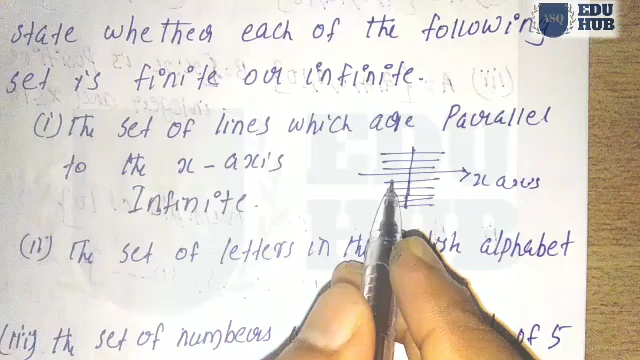 state whether each of the following
set is finite our infinite.
(i) The set of lines which are Parallel
to the x-axis
x axis
Infinite.
(ii) The set of letters in the alphabet
(iii) the set of numbers of 5
ASQ EDU HUB